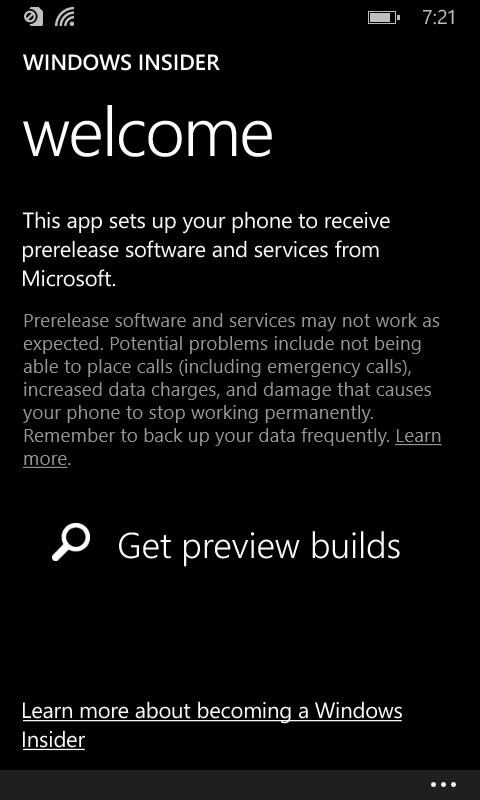 7:21
WINDOWS INSIDER
welcome
This app sets up your phone to receive
prerelease software and services from
Microsoft.
Prerelease software and services may not work as
expected. Potential problems include not being
able to place calls (including emergency calls),
increased data charges, and damage that causes
your phone to stop working permanently.
Remember to back up your data frequently. Learn
more.
Get preview builds
Learn more about becoming a Windows
Insider